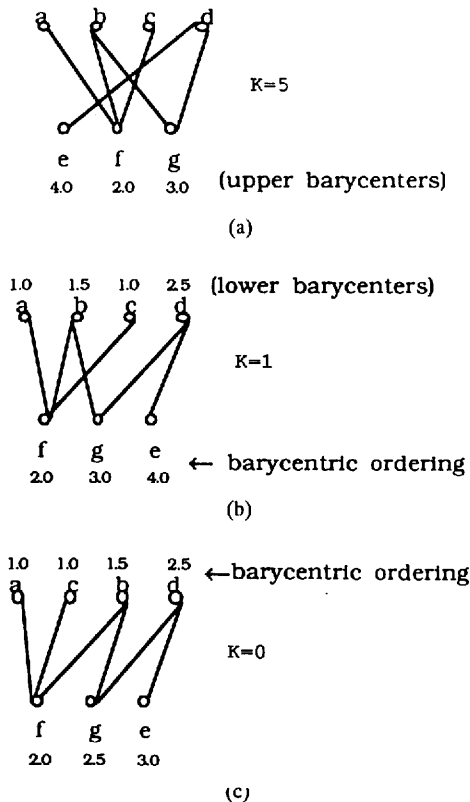 a b c d
K=5
e f g
4.0 2.0 3.0 (upper barycenters)
(a)
1.0 1.5 1.0 2.5 (lower barycenters)
a b c d
K=1
f g e
2.0 3.0 4.0 ← barycentric ordering
(b)
1.0 1.0 1.5 2.5 ←barycentric ordering
a c b d
K=0
f g e
2.0 2.5 3.0
(c)